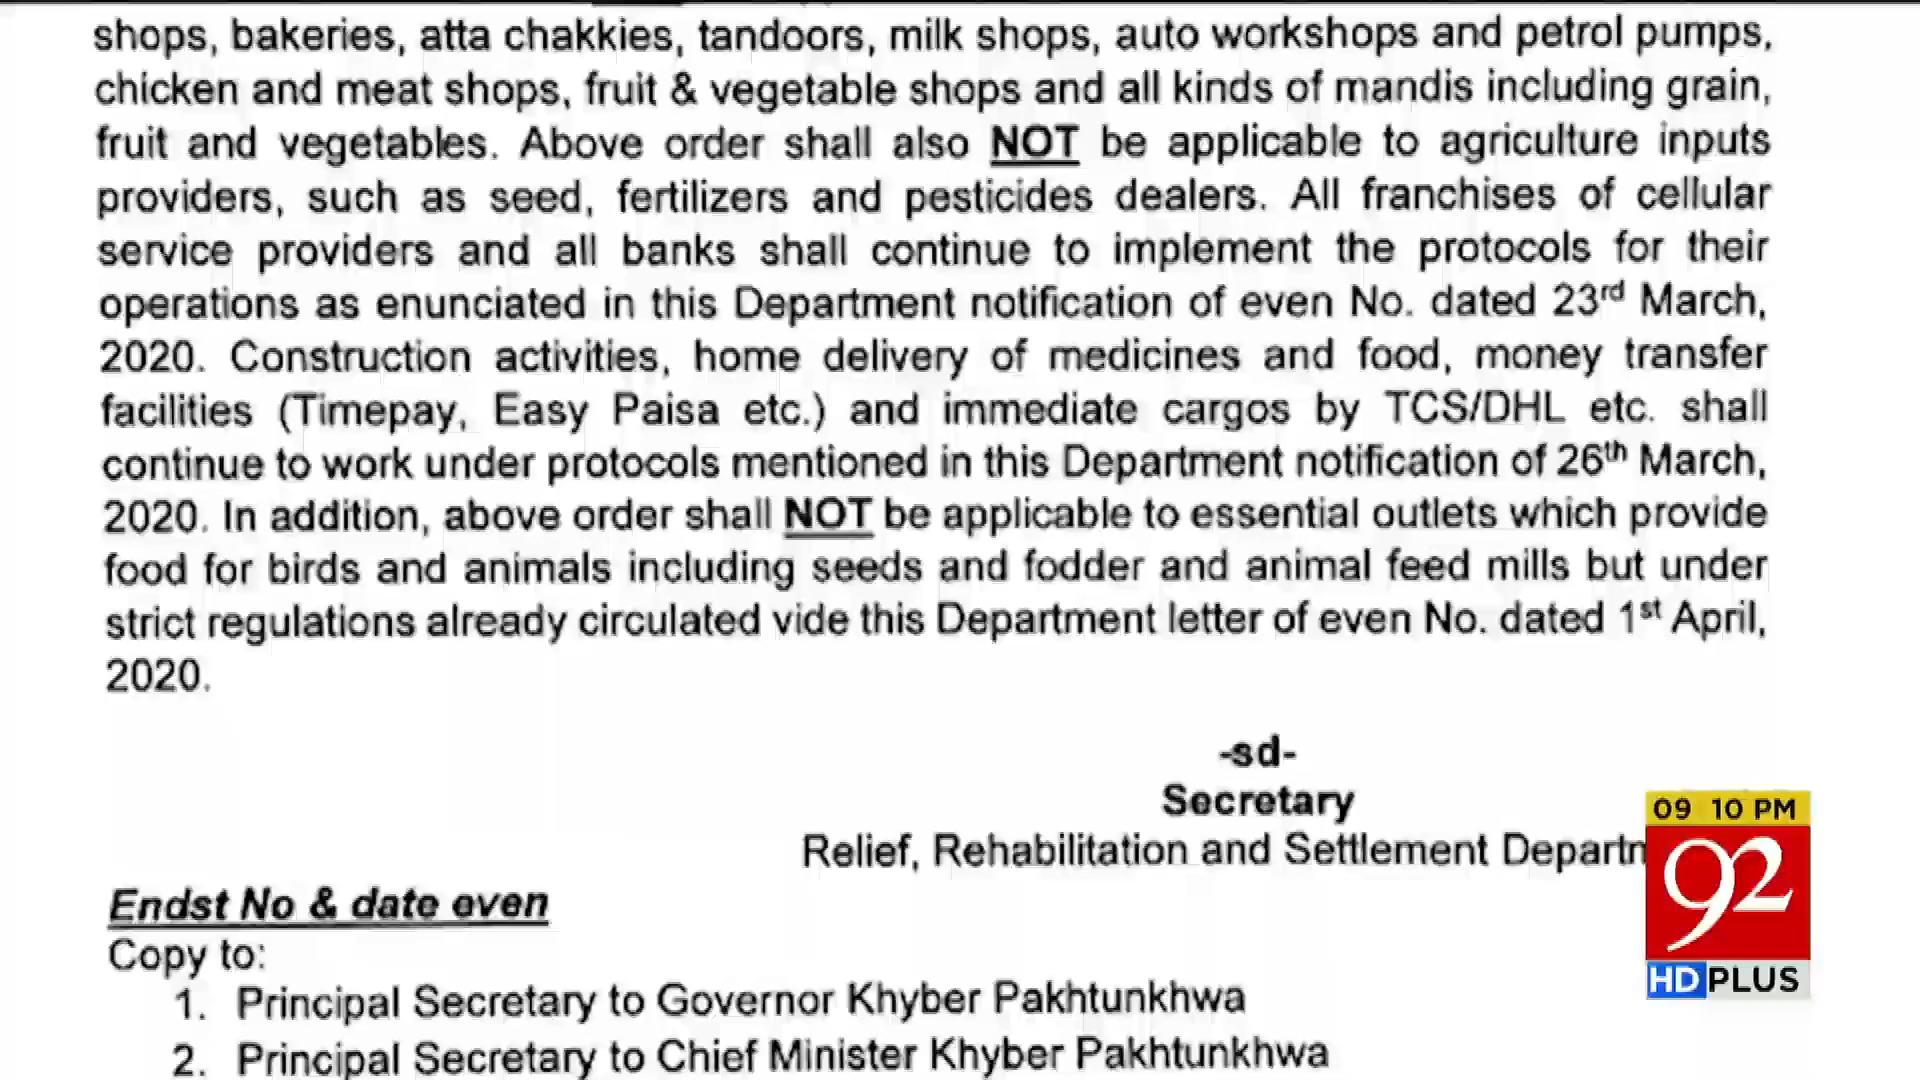 shops, bakeries, atta chakkies, tandoors, milk shops, auto workshops and petrol pumps,
chicken and meat shops, fruit & vegetable shops and all kinds of mandis including grain,
fruit and vegetables. Above order shall also NOT be applicable to agriculture inputs
providers, such as seed, fertilizers and pesticides dealers. All franchises of cellular
service providers and all banks shall continue to implement the protocols for their
operations as enunciated in this Department notification of even No. dated 23rd March,
2020. Construction activities, home delivery of medicines and food, money transfer
facilities (Timepay, Easy Paisa etc.) and immediate cargos by TCS/DHL etc. shall
continue to work under protocols mentioned in this Department notification of 26th March,
2020. In addition, above order shall NOT be applicable to essential outlets which provide
food for birds and animals including seeds and fodder and animal feed mills but under
strict regulations already circulated vide this Department letter of even No. dated 1st April,
2020.
-sd-
Secretary
Relief, Rehabilitation and Settlement Departm
09 10 PM
92
HD PLUS
Endst No & date even
Copy to:
1. Principal Secretary to Governor Khyber Pakhtunkhwa
2. Principal Secretary to Chief Minister Khyber Pakhtunkhwa